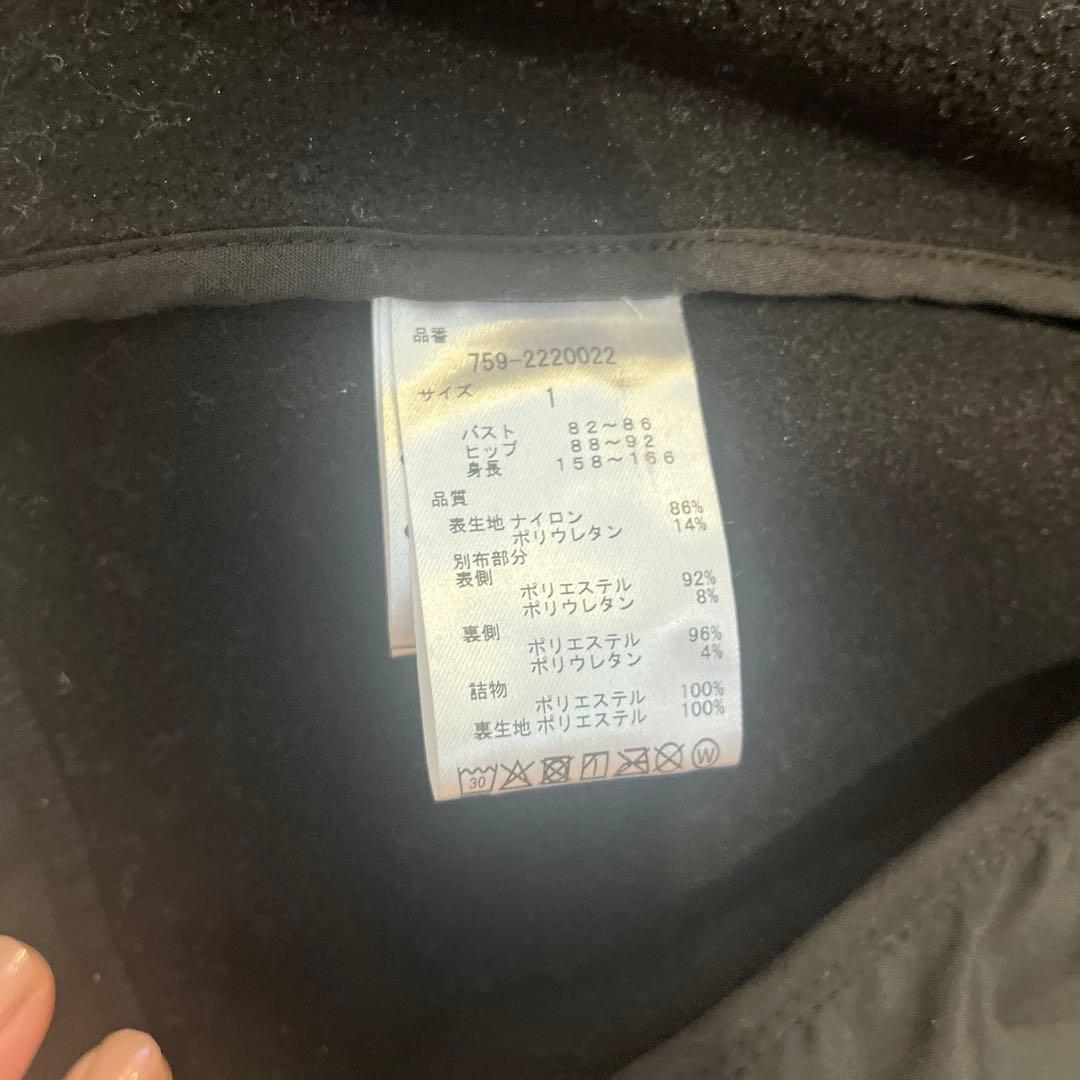 品番
759-2220022
サイズ 1
バスト 82〜86
ヒップ 88〜92
身長 158〜166
品質
表生地 ナイロン 86%
ポリウレタン 14%
別布部分
表側
ポリエステル 92%
ポリウレタン 8%
裏側
ポリエステル 96%
ポリウレタン 4%
詰物
ポリエステル 100%
裏生地 ポリエステル 100%
30 W